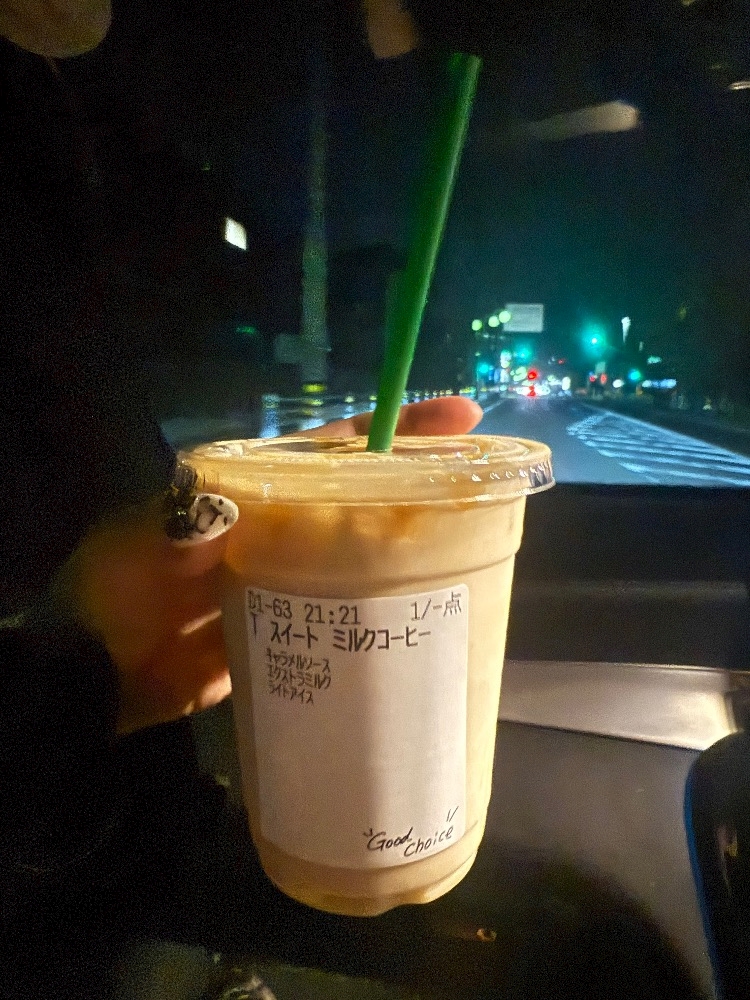 D1-63 21:21 1/一点
T スイート ミルクコーヒー
キャラメルソース
エクストラミルク
ライトアイス
Good
choice